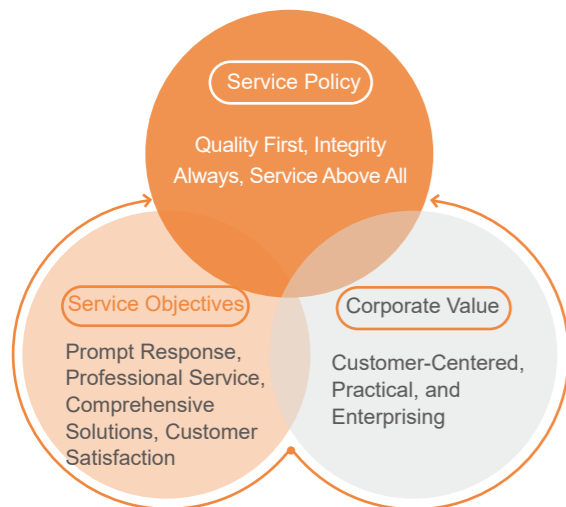 Service Policy
Quality First, Integrity
Always, Service Above All
Service Objectives
Prompt Response,
Professional Service,
Comprehensive
Solutions, Customer
Satisfaction
Corporate Value
Customer-Centered,
Practical, and
Enterprising